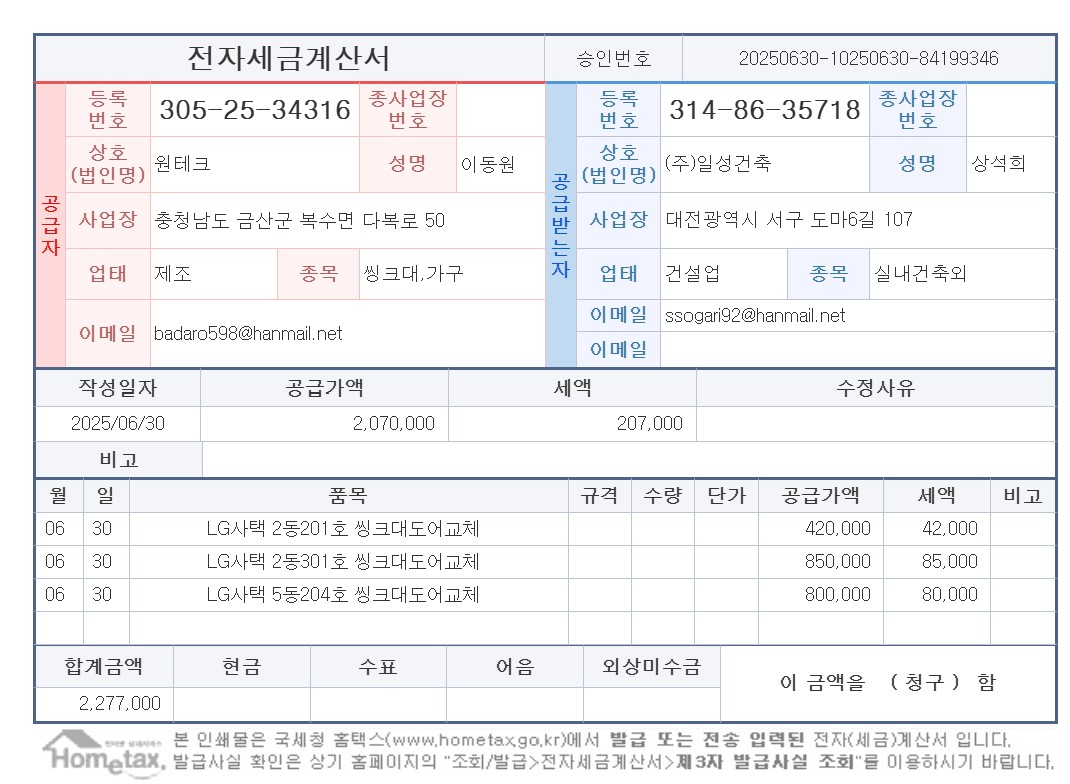 전자세금계산서 승인번호 20250630-10250630-84199346
공급자
등록번호 305-25-34316 종사업장번호
상호(법인명) 원테크 성명 이동원
사업장 충청남도 금산군 복수면 다복로 50
업태 제조 종목 씽크대,가구
이메일 badaro598@hanmail.net
공급받는자
등록번호 314-86-35718 종사업장번호
상호(법인명) (주)일성건축 성명 상석희
사업장 대전광역시 서구 도마6길 107
업태 건설업 종목 실내건축외
이메일 ssogari92@hanmail.net
이메일
작성일자 공급가액 세액 수정사유
2025/06/30 2,070,000 207,000
비고
월 일 품목 규격 수량 단가 공급가액 세액 비고
06 30 LG사택 2동201호 씽크대도어교체 420,000 42,000
06 30 LG사택 2동301호 씽크대도어교체 850,000 85,000
06 30 LG사택 5동204호 씽크대도어교체 800,000 80,000
합계금액 현금 수표 어음 외상미수금 이 금액을 ( 청구 ) 함
2,277,000
Hometax.
본 인쇄물은 국세청 홈택스(www.hometax.go.kr)에서 발급 또는 전송 입력된 전자(세금)계산서 입니다.
발급사실 확인은 상기 홈페이지의 "조회/발급>전자세금계산서>제3자 발급사실 조회"를 이용하시기 바랍니다.